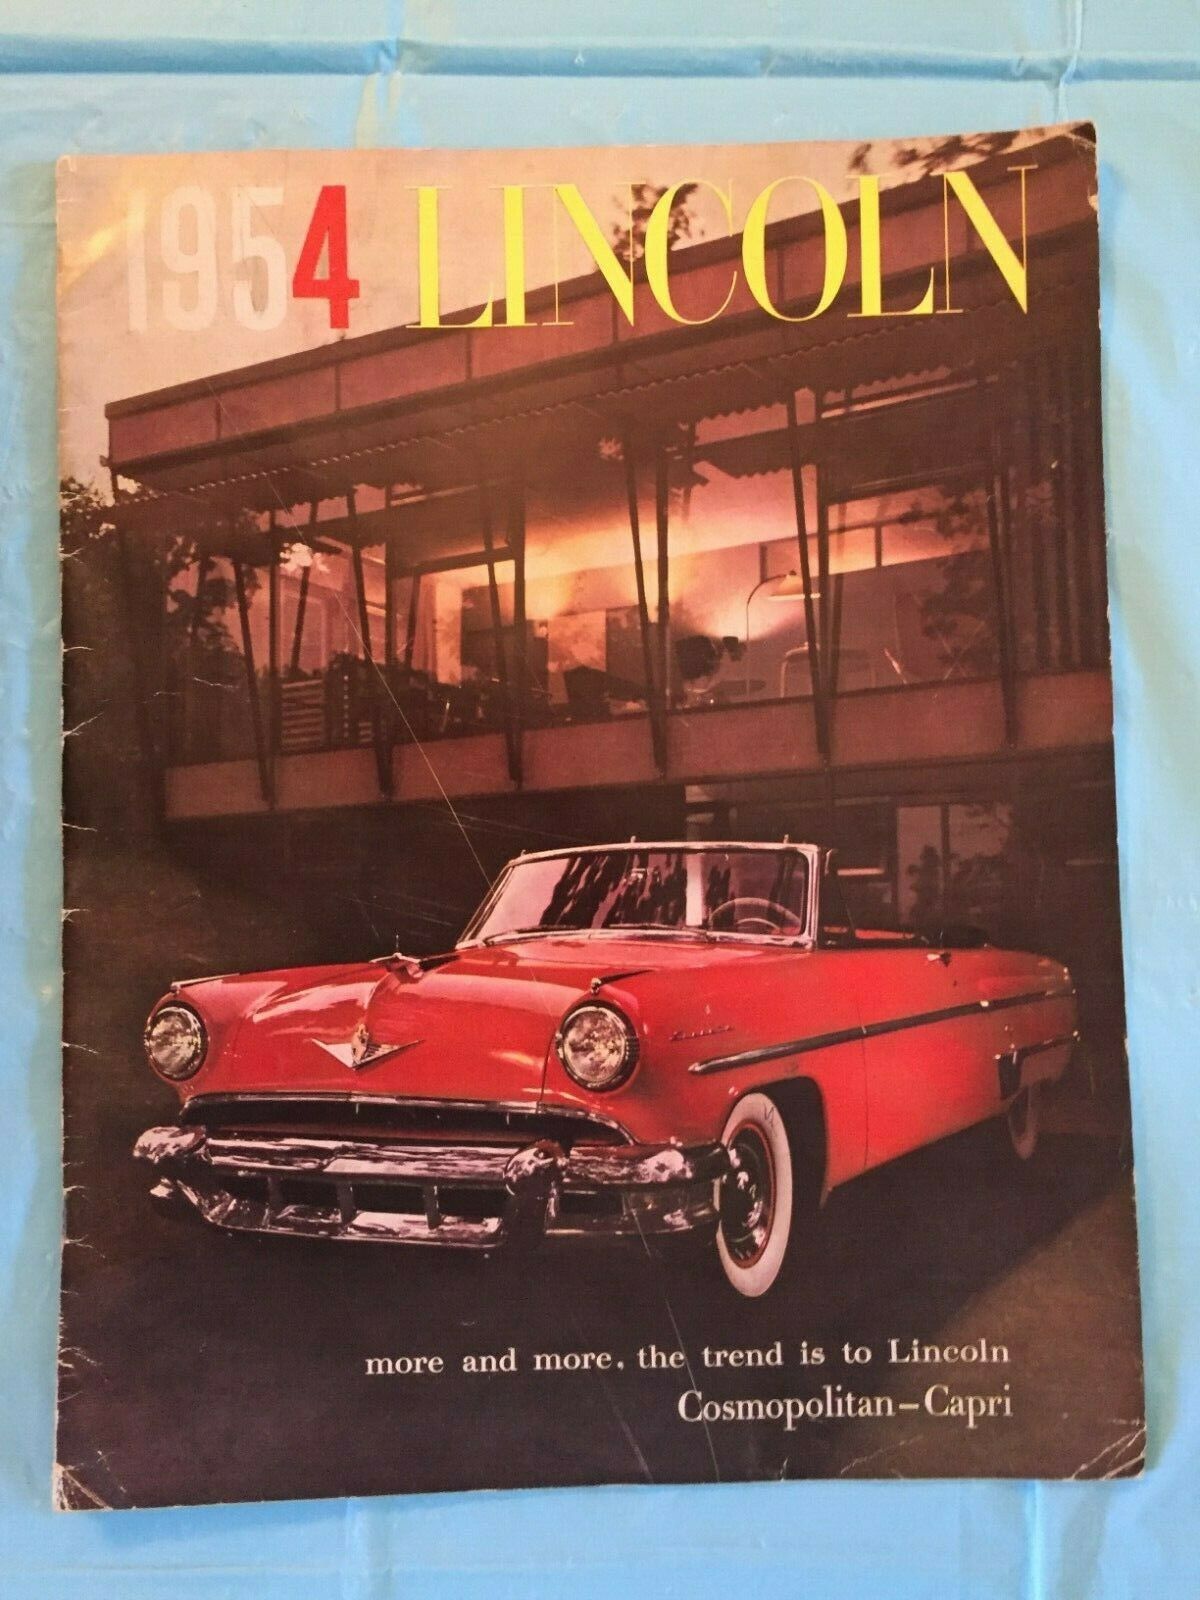 1954 LINCOLN
more and more, the trend is to Lincoln
Cosmopolitan–Capri